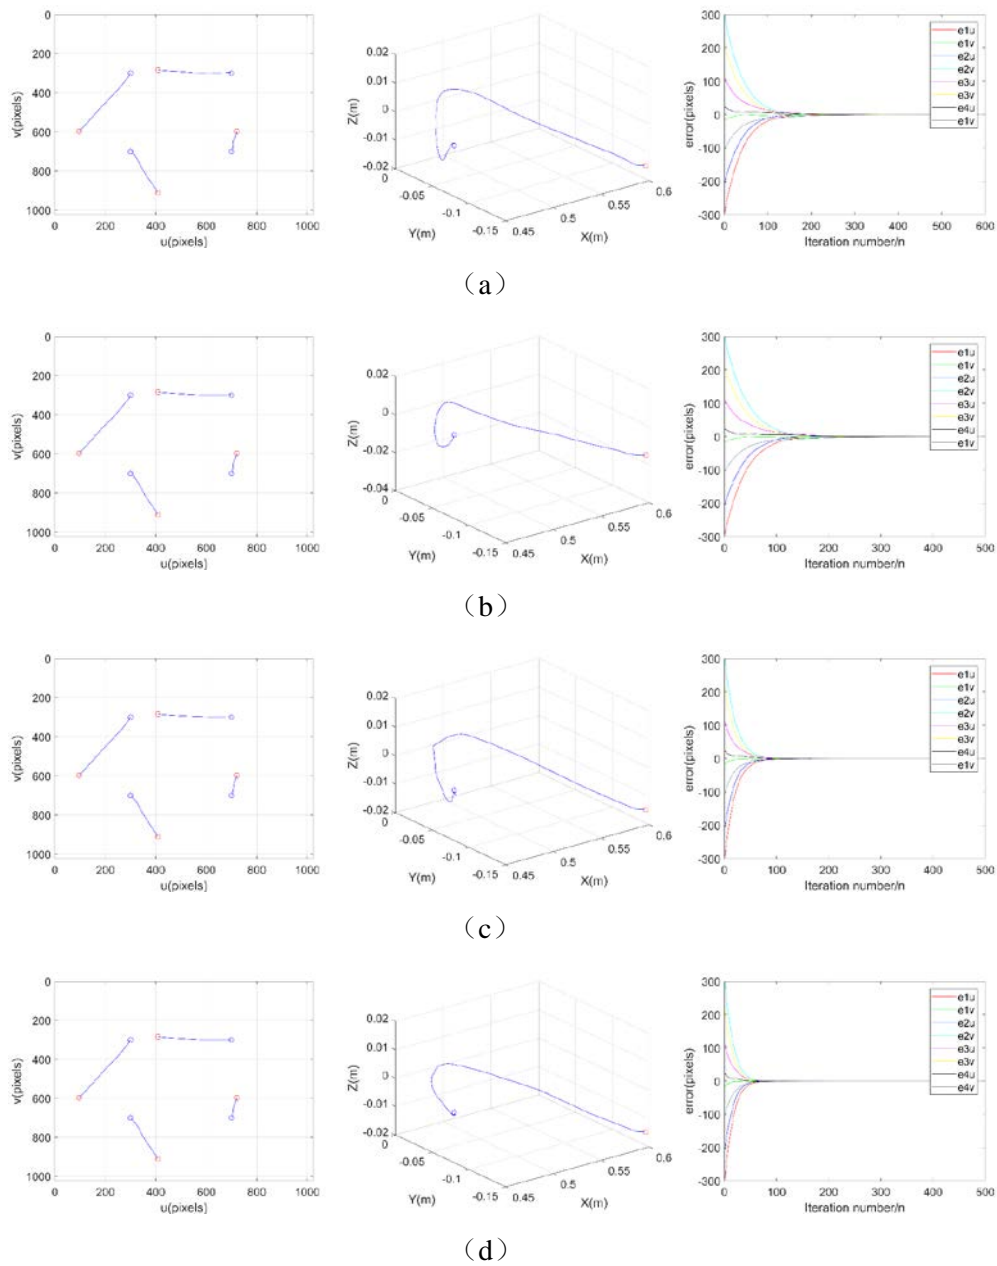 0
200
400
600
800
1000
v(pixels)
0 200 400 600 800 1000
u(pixels)
0.02
0.01
0
-0.01
-0.02
Z(m)
0
-0.05
-0.1
-0.15
Y(m)
0.45
0.5
0.55
0.6
X(m)
300
200
100
0
-100
-200
-300
error(pixels)
0 100 200 300 400 500 600
Iteration number/n
e1u
e1v
e2u
e2v
e3u
e3v
e4u
e1v
（a）
0
200
400
600
800
1000
v(pixels)
0 200 400 600 800 1000
u(pixels)
0.02
0
-0.02
-0.04
Z(m)
0
-0.05
-0.1
-0.15
Y(m)
0.45
0.5
0.55
0.6
X(m)
300
200
100
0
-100
-200
-300
error(pixels)
0 100 200 300 400 500
Iteration number/n
e1u
e1v
e2u
e2v
e3u
e3v
e4u
e1v
（b）
0
200
400
600
800
1000
v(pixels)
0 200 400 600 800 1000
u(pixels)
0.02
0.01
0
-0.01
-0.02
Z(m)
0
-0.05
-0.1
-0.15
Y(m)
0.45
0.5
0.55
0.6
X(m)
300
200
100
0
-100
-200
-300
error(pixels)
0 100 200 300 400 500
Iteration number/n
e1u
e1v
e2u
e2v
e3u
e3v
e4u
e1v
（c）
0
200
400
600
800
1000
v(pixels)
0 200 400 600 800 1000
u(pixels)
0.02
0.01
0
-0.01
-0.02
Z(m)
0
-0.05
-0.1
-0.15
Y(m)
0.45
0.5
0.55
0.6
X(m)
300
200
100
0
-100
-200
-300
error(pixels)
0 100 200 300 400 500
Iteration number/n
e1u
e1v
e2u
e2v
e3u
e3v
e4u
e4v
（d）